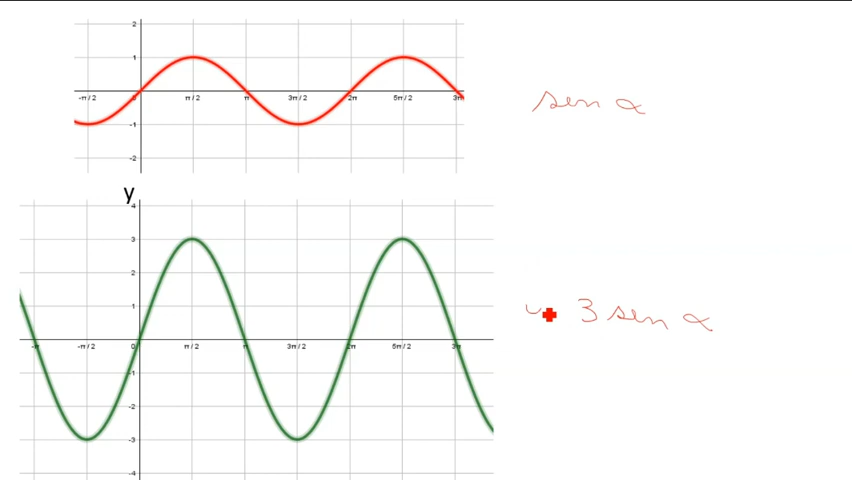 2
1
-π / 2
0
π / 2
π
3π / 2
2π
5π / 2
3π
-1
-2
sen α
y
4
3
2
1
-π
-π / 2
0
π / 2
π
3π / 2
2π
5π / 2
3π
-1
-2
-3
-4
3 sen α